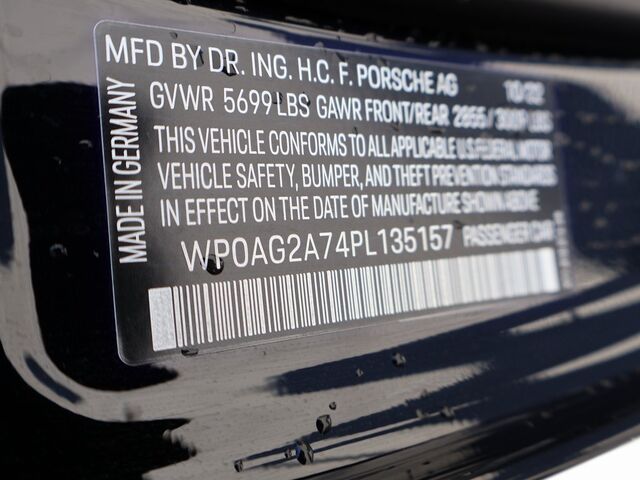 MFD BY DR. ING. H.C. F. PORSCHE AG 10/22
GVWR 5699 LBS GAWR FRONT/REAR 2855 / LBS
THIS VEHICLE CONFORMS TO ALL APPLICABLE U.S. FEDERAL MOTOR
VEHICLE SAFETY, BUMPER, AND THEFT PREVENTION STANDARDS
IN EFFECT ON THE DATE OF MANUFACTURE SHOWN ABOVE
WP0AG2A74PL135157 PASSENGER CAR
MADE IN GERMANY